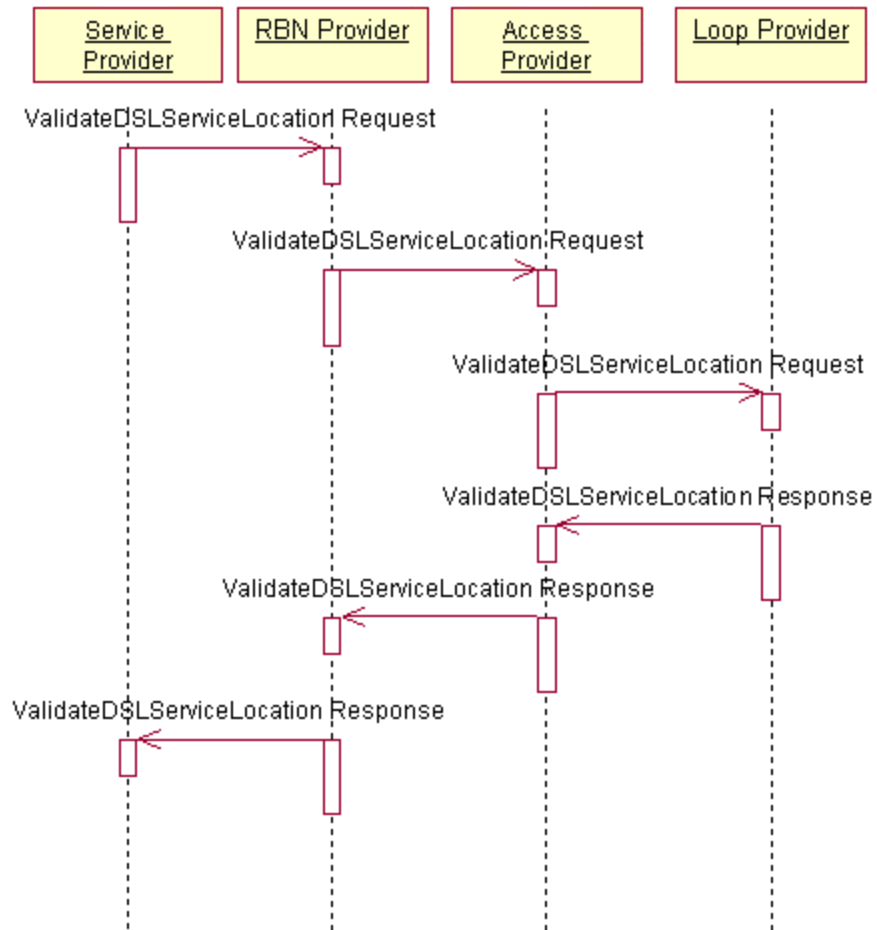 Service
Provider
RBN Provider
Access
Provider
Loop Provider
ValidateDSLServiceLocation Request
ValidateDSLServiceLocation Request
ValidateDSLServiceLocation Request
ValidateDSLServiceLocation Response
ValidateDSLServiceLocation Response
ValidateDSLServiceLocation Response